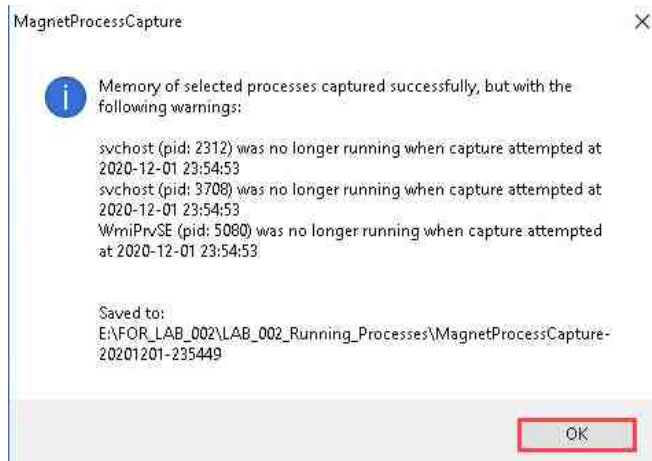 MagnetProcessCapture
Memory of selected processes captured successfully, but with the
following warnings:
svchost (pid: 2312) was no longer running when capture attempted at
2020-12-01 23:54:53
svchost (pid: 3708) was no longer running when capture attempted at
2020-12-01 23:54:53
WmiPrvSE (pid: 5080) was no longer running when capture attempted
at 2020-12-01 23:54:53
Saved to:
E:\FOR_LAB_002\LAB_002_Running_Processes\MagnetProcessCapture-
20201201-235449
OK